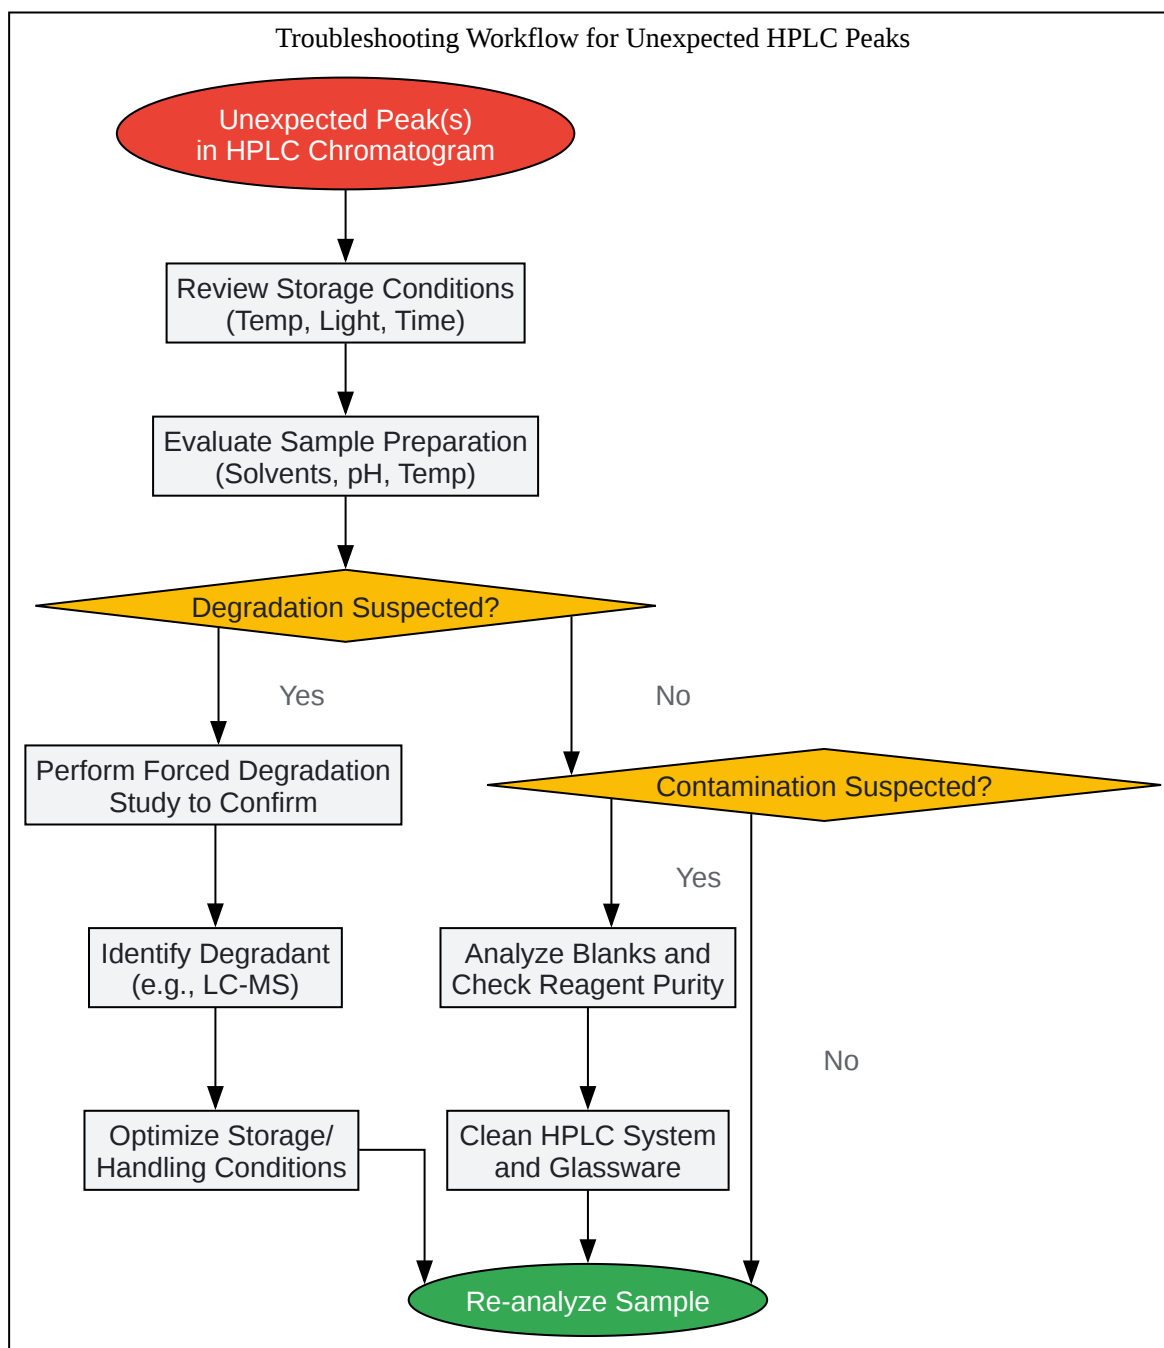 Troubleshooting Workflow for Unexpected HPLC Peaks
Unexpected Peak(s)
in HPLC Chromatogram
Review Storage Conditions
(Temp, Light, Time)
Evaluate Sample Preparation
(Solvents, pH, Temp)
Degradation Suspected?
Yes
No
Perform Forced Degradation
Study to Confirm
Contamination Suspected?
Yes
Identify Degradant
(e.g., LC-MS)
Analyze Blanks and
Check Reagent Purity
No
Optimize Storage/
Handling Conditions
Clean HPLC System
and Glassware
Re-analyze Sample